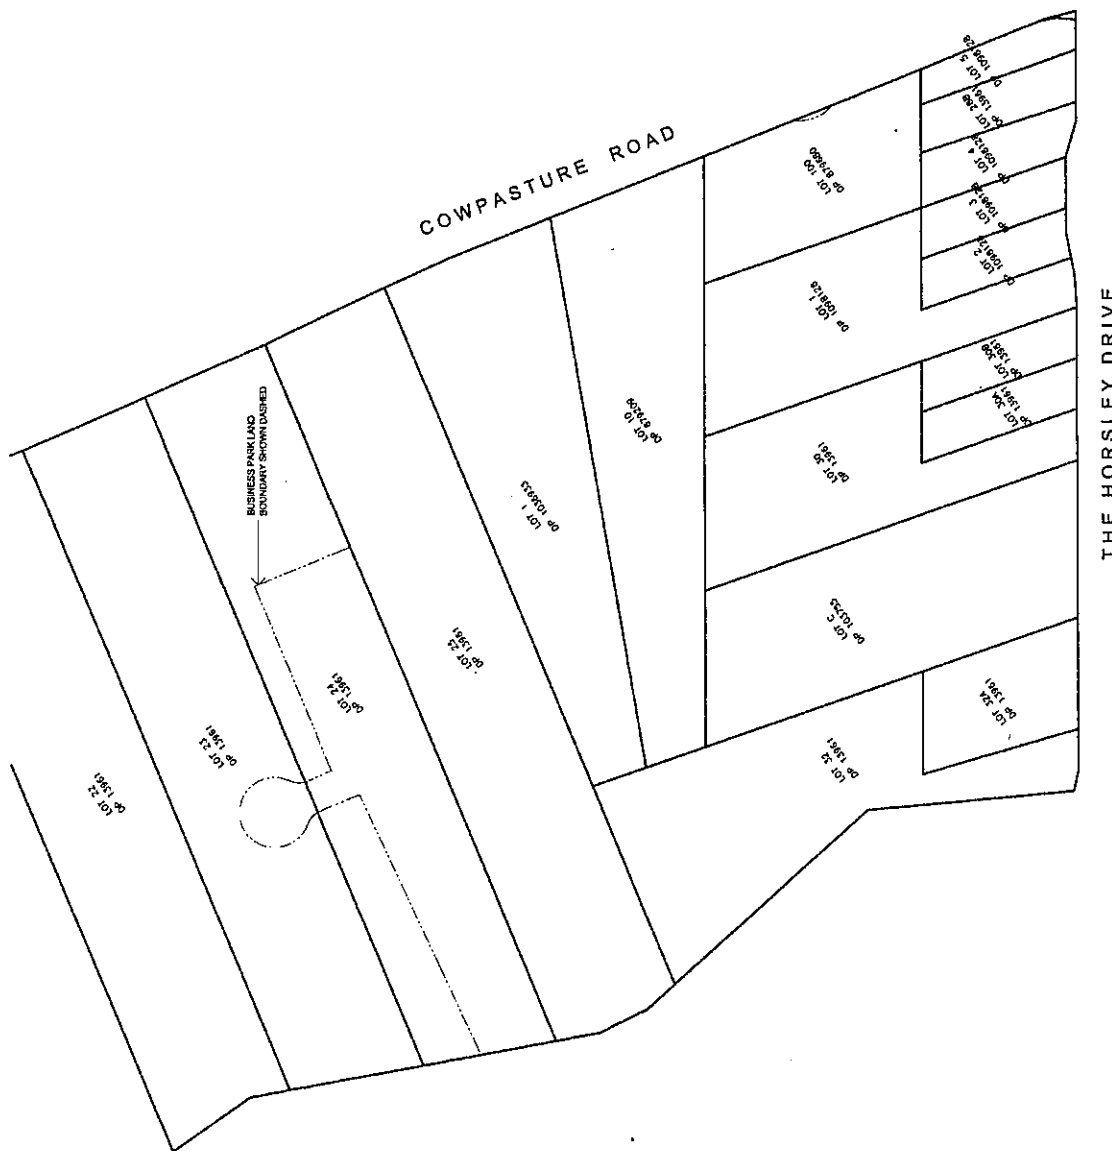 COWPASTURE ROAD
THE HORSLEY DRIVE
BUSINESS PARK LAND
BOUNDARY SHOWN DASHED
LOT 22
DP 13961
LOT 23
DP 13961
LOT 24
DP 13961
LOT 25
DP 13961
LOT 1
DP 1036933
LOT 10
DP 879209
LOT 100
DP 879680
LOT 1
DP 1098128
LOT 30
DP 13961
LOT C
DP 103755
LOT 32
DP 13961
LOT 32A
DP 13961
LOT 30A
DP 13961
LOT 30B
DP 13961
LOT 2
DP 1098128
LOT 3
DP 1098128
LOT 4
DP 1098128
LOT 28B
DP 13961
LOT 5
DP 1098128